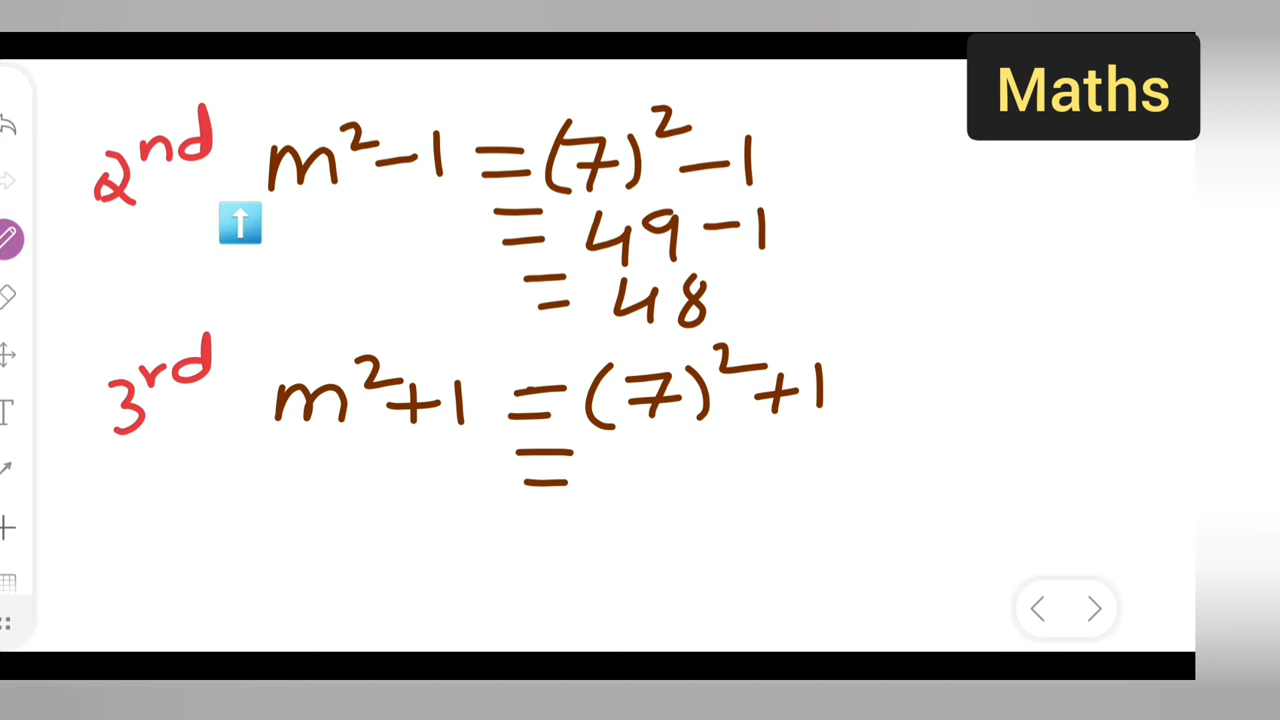 Maths
2nd m²-1 = (7)²-1
= 49-1
= 48
3rd m²+1 = (7)²+1
=